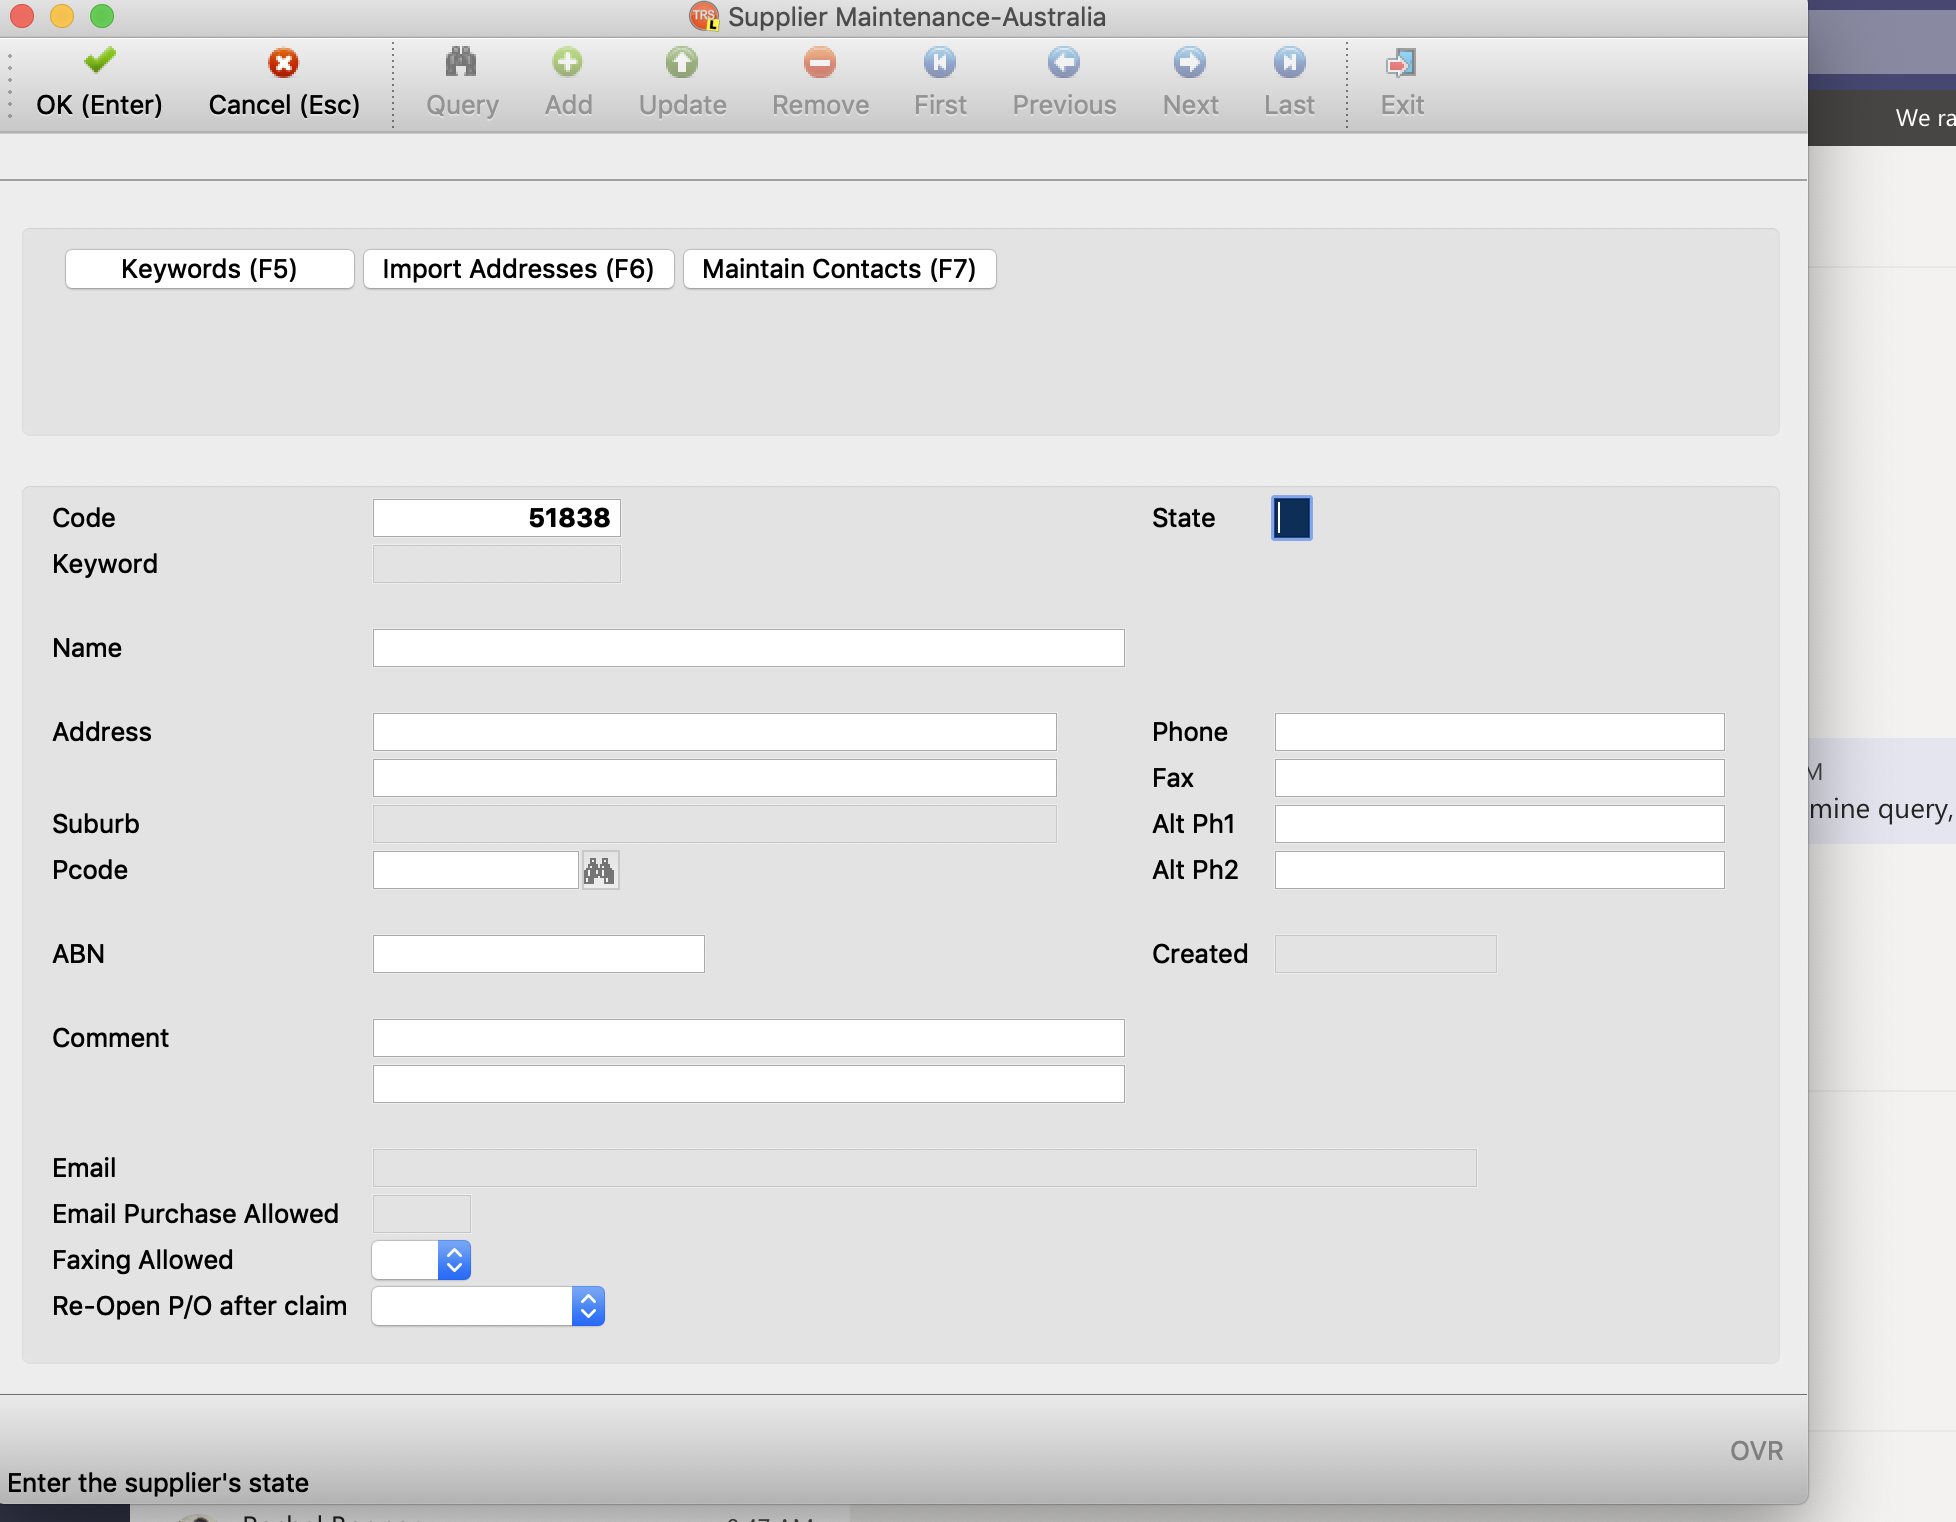 TRS L Supplier Maintenance-Australia
OK (Enter) Cancel (Esc) Query Add Update Remove First Previous Next Last Exit
We ra
Keywords (F5) Import Addresses (F6) Maintain Contacts (F7)
Code 51838 State
Keyword
Name
Address Phone
Fax
M
mine query,
Suburb Alt Ph1
Pcode Alt Ph2
ABN Created
Comment
Email
Email Purchase Allowed
Faxing Allowed
Re-Open P/O after claim
OVR
Enter the supplier's state